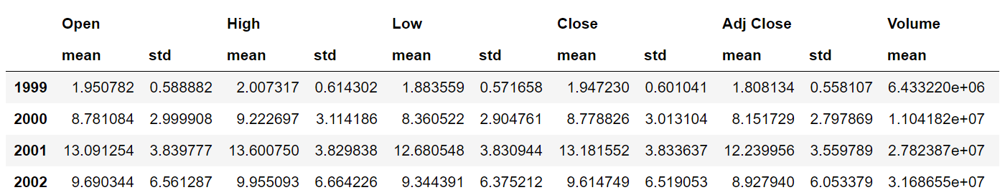 Open High Low Close Adj Close Volume
mean std mean std mean std mean std mean std mean
1999 1.950782 0.588882 2.007317 0.614302 1.883559 0.571658 1.947230 0.601041 1.808134 0.558107 6.433220e+06
2000 8.781084 2.999908 9.222697 3.114186 8.360522 2.904761 8.778826 3.013104 8.151729 2.797869 1.104182e+07
2001 13.091254 3.839777 13.600750 3.829838 12.680548 3.830944 13.181552 3.833637 12.239956 3.559789 2.782387e+07
2002 9.690344 6.561287 9.955093 6.664226 9.344391 6.375212 9.614749 6.519053 8.927940 6.053379 3.168655e+07